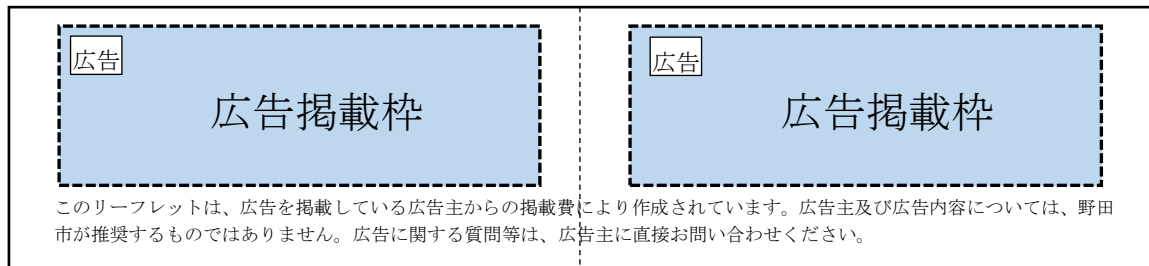 広告
広告掲載枠
広告
広告掲載枠
このリーフレットは、広告を掲載している広告主からの掲載費により作成されています。広告主及び広告内容については、野田
市が推奨するものではありません。広告に関する質問等は、広告主に直接お問い合わせください。